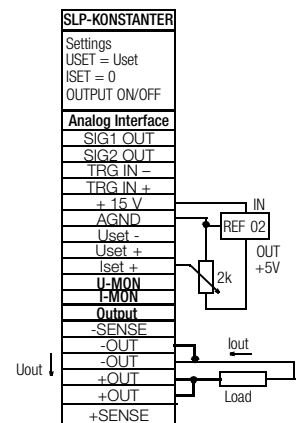 SLP-KONSTANTER
Settings
USET = Uset
ISET = 0
OUTPUT ON/OFF
Analog Interface
SIG1 OUT
SIG2 OUT
TRG IN –
TRG IN +
+ 15 V
AGND
Uset -
Uset +
Iset +
U-MON
I-MON
Output
-SENSE
-OUT
-OUT
+OUT
+OUT
+SENSE
IN
REF 02
OUT
+5V
2k
Iout
Uout
Load